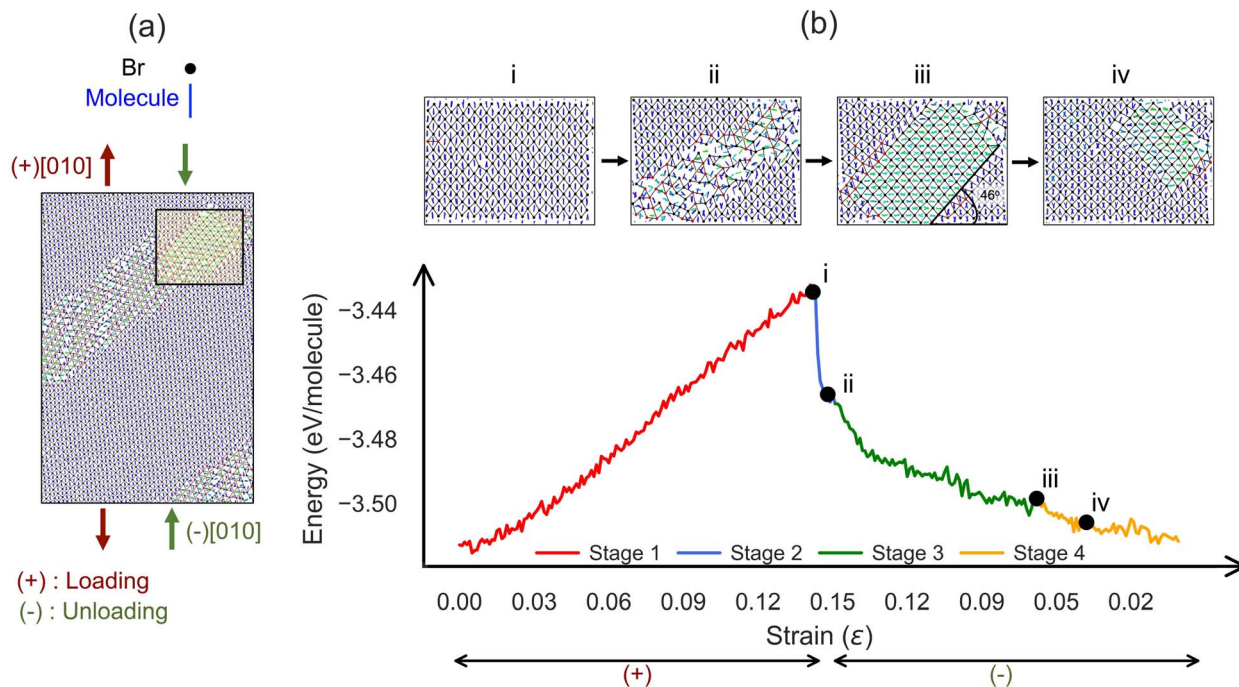 (a)
Br
Molecule
(+)[010]
(-)[010]
(+) : Loading
(-) : Unloading
(b)
i
ii
iii
iv
46°
Energy (eV/molecule)
−3.44
−3.46
−3.48
−3.50
i
ii
iii
iv
Stage 1
Stage 2
Stage 3
Stage 4
0.00 0.03 0.06 0.09 0.12 0.15 0.12 0.09 0.05 0.02
Strain (ε)
(+)
(-)